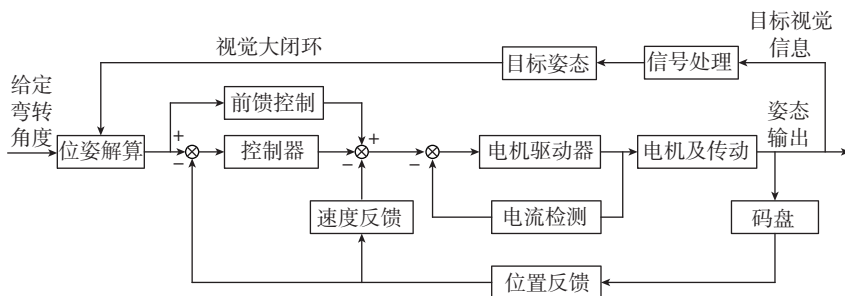 目标视觉
信息
视觉大闭环
目标姿态
信号处理
给定
弯转
角度
前馈控制
姿态
输出
+
+
位姿解算
控制器
电机驱动器
电机及传动
−
−
−
速度反馈
电流检测
码盘
位置反馈